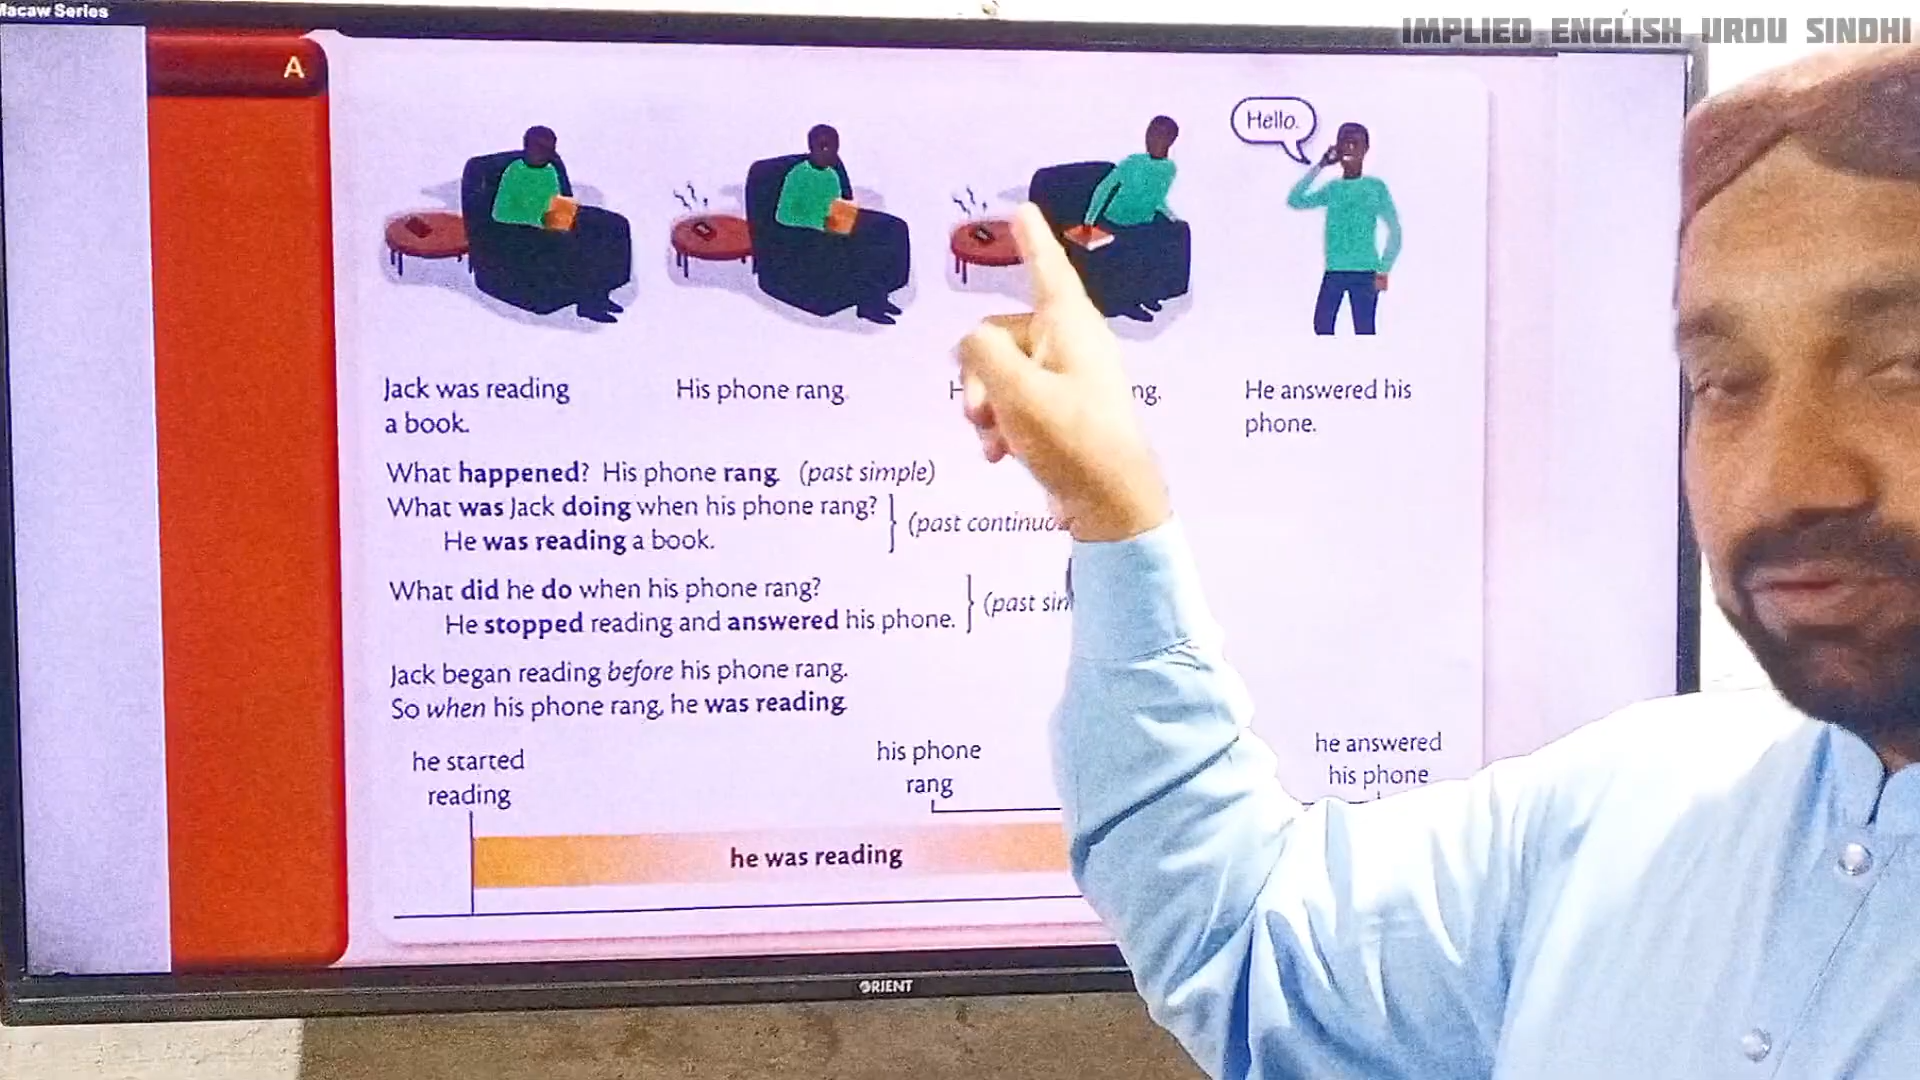 Macaw Series
IMPLIED ENGLISH URDU SINDHI
A
Hello.
Jack was reading
a book.
His phone rang.
He answered his
phone.
What happened? His phone rang. (past simple)
What was Jack doing when his phone rang?
He was reading a book.
(past
What did he do when his phone rang?
He stopped reading and answered his phone.
(past
Jack began reading before his phone rang.
So when his phone rang, he was reading.
he started
reading
his phone
rang
he answered
his phone
he was reading
ORIENT